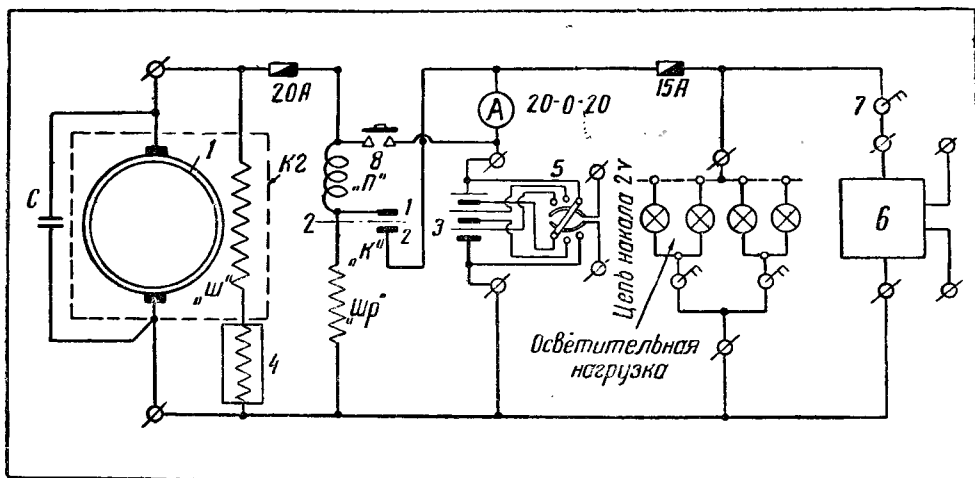 20А
15А
А
20-0-20
7
1
к2
8
5
„П"
С
1
2
2
3
„К"
6
„Ш"
„Шр"
Цепь накала 2v
4
Осветительная
нагрузка